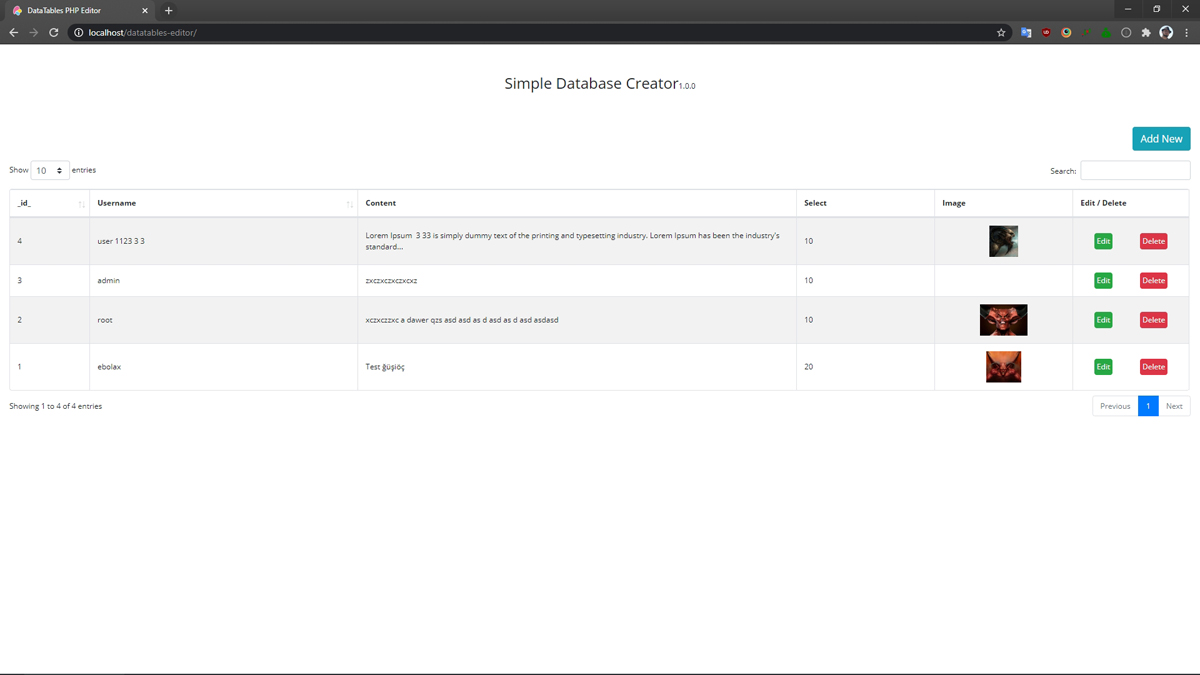 DataTables PHP Editor
localhost/datatables-editor/
Simple Database Creator1.0.0
Add New
Show 10 entries
Search:
_id_ Username Content Select Image Edit / Delete
4 user 1123 3 3 Lorem Ipsum 3 33 is simply dummy text of the printing and typesetting industry. Lorem Ipsum has been the industry's 10 Edit Delete
standard...
3 admin zxczxczxczxcxz 10 Edit Delete
2 root xczxczzxc a dawer qzs asd asd as d asd as d asd asdasd 10 Edit Delete
1 ebolax Test ğüşiöç 20 Edit Delete
Showing 1 to 4 of 4 entries
Previous 1 Next